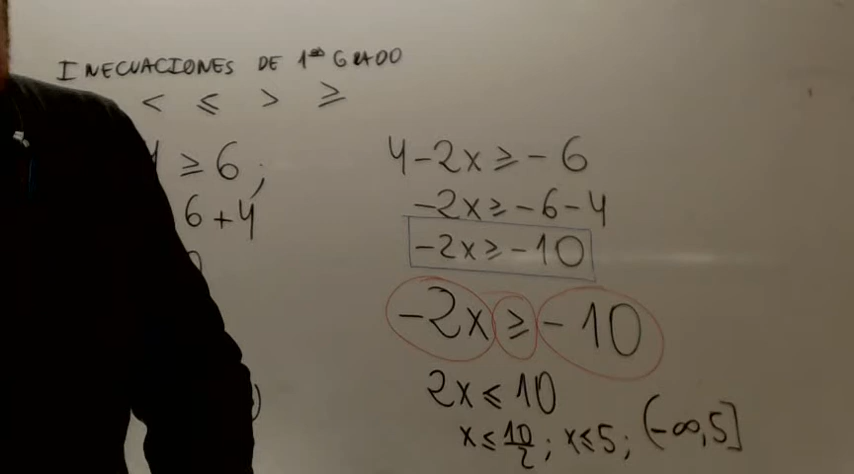 INECUACIONES DE 1er GRADO
< ≤ > ≥
≥ 6 ;
6 + 4
4 - 2x ≥ - 6
-2x ≥ - 6 - 4
-2x ≥ - 10
-2x ≥ - 10
2x ≤ 10
x ≤ 10/2 ; x ≤ 5 ; (-∞, 5]